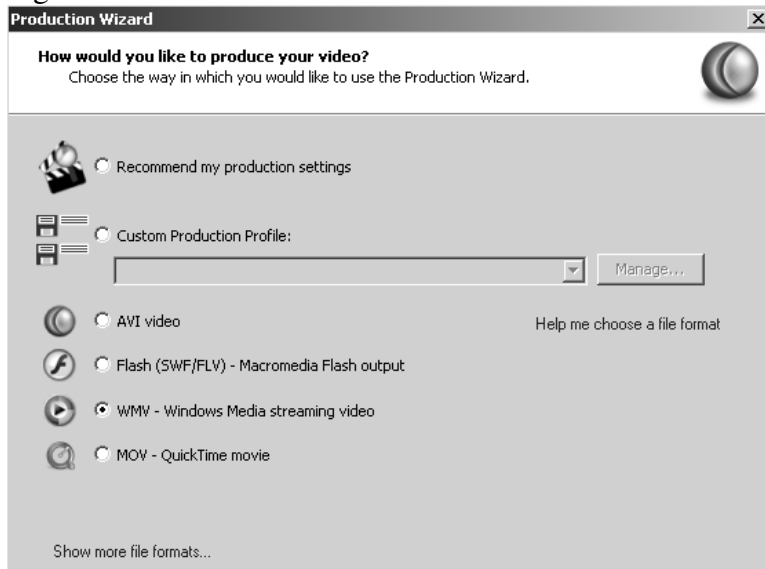 Production Wizard
How would you like to produce your video?
Choose the way in which you would like to use the Production Wizard.
Recommend my production settings
Custom Production Profile:
Manage...
AVI video
Help me choose a file format
Flash (SWF/FLV) - Macromedia Flash output
WMV - Windows Media streaming video
MOV - QuickTime movie
Show more file formats...